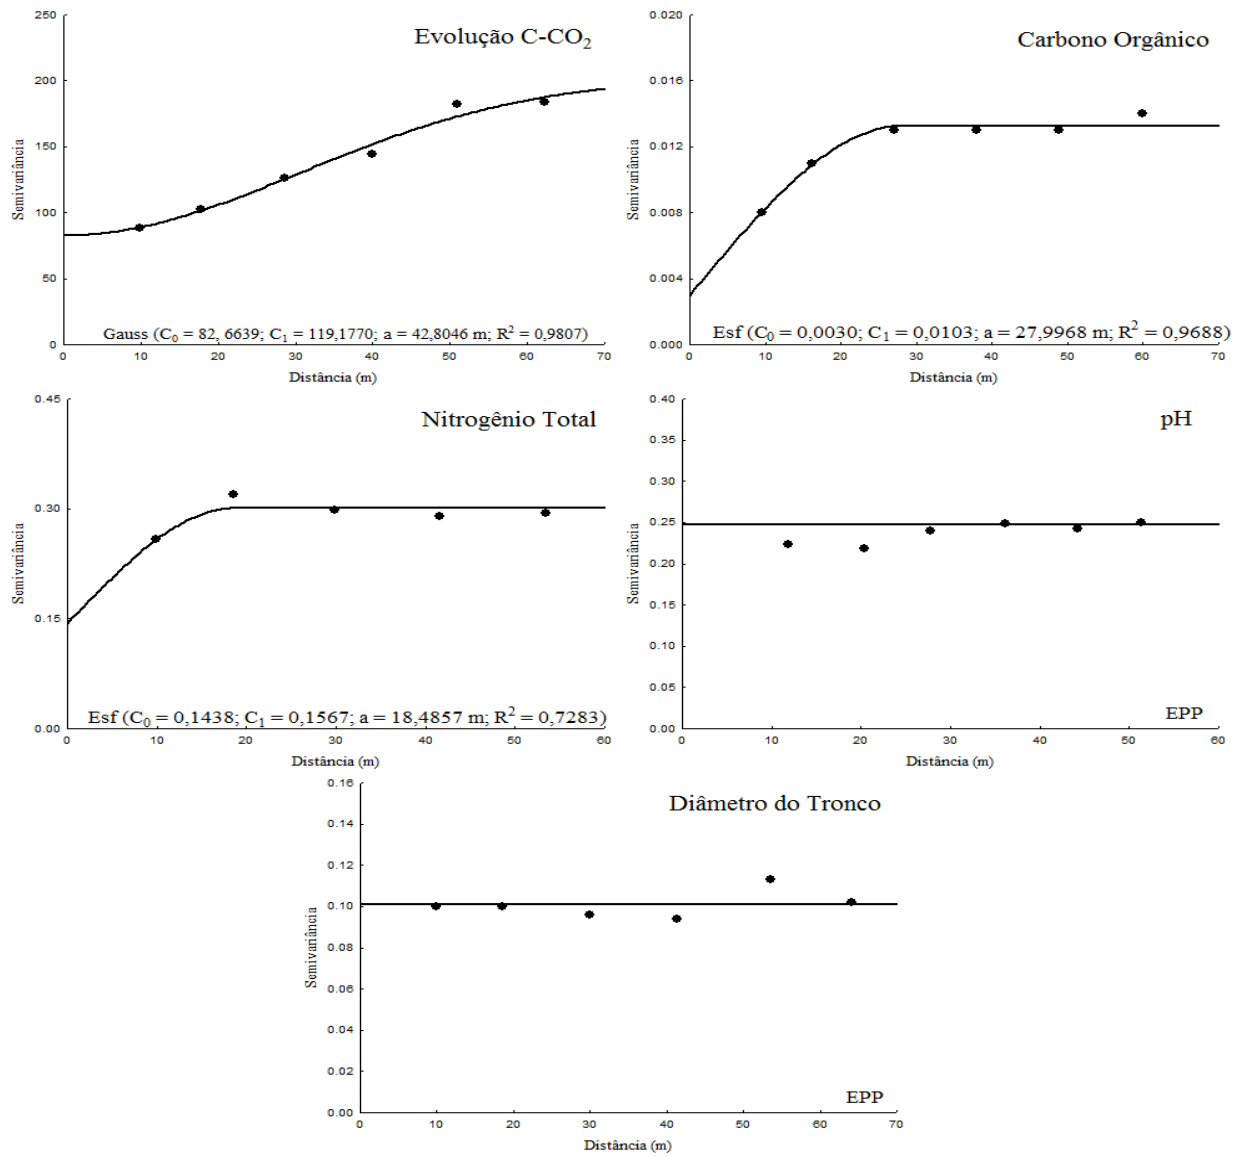 Evolução C-CO₂
250
200
150
100
50
0
Semivariância
Gauss (C₀ = 82, 6639; C₁ = 119,1770; a = 42,8046 m; R² = 0,9807)
0 10 20 30 40 50 60 70
Distância (m)
Carbono Orgânico
0.020
0.016
0.012
0.008
0.004
0.000
Semivariância
Esf (C₀ = 0,0030; C₁ = 0,0103; a = 27,9968 m; R² = 0,9688)
0 10 20 30 40 50 60 70
Distância (m)
Nitrogênio Total
0.45
0.30
0.15
0.00
Semivariância
Esf (C₀ = 0,1438; C₁ = 0,1567; a = 18,4857 m; R² = 0,7283)
0 10 20 30 40 50 60
Distância (m)
pH
0.40
0.35
0.30
0.25
0.20
0.15
0.10
0.05
0.00
Semivariância
EPP
0 10 20 30 40 50 60
Distância (m)
Diâmetro do Tronco
0.16
0.14
0.12
0.10
0.08
0.06
0.04
0.02
0.00
Semivariância
EPP
0 10 20 30 40 50 60 70
Distância (m)